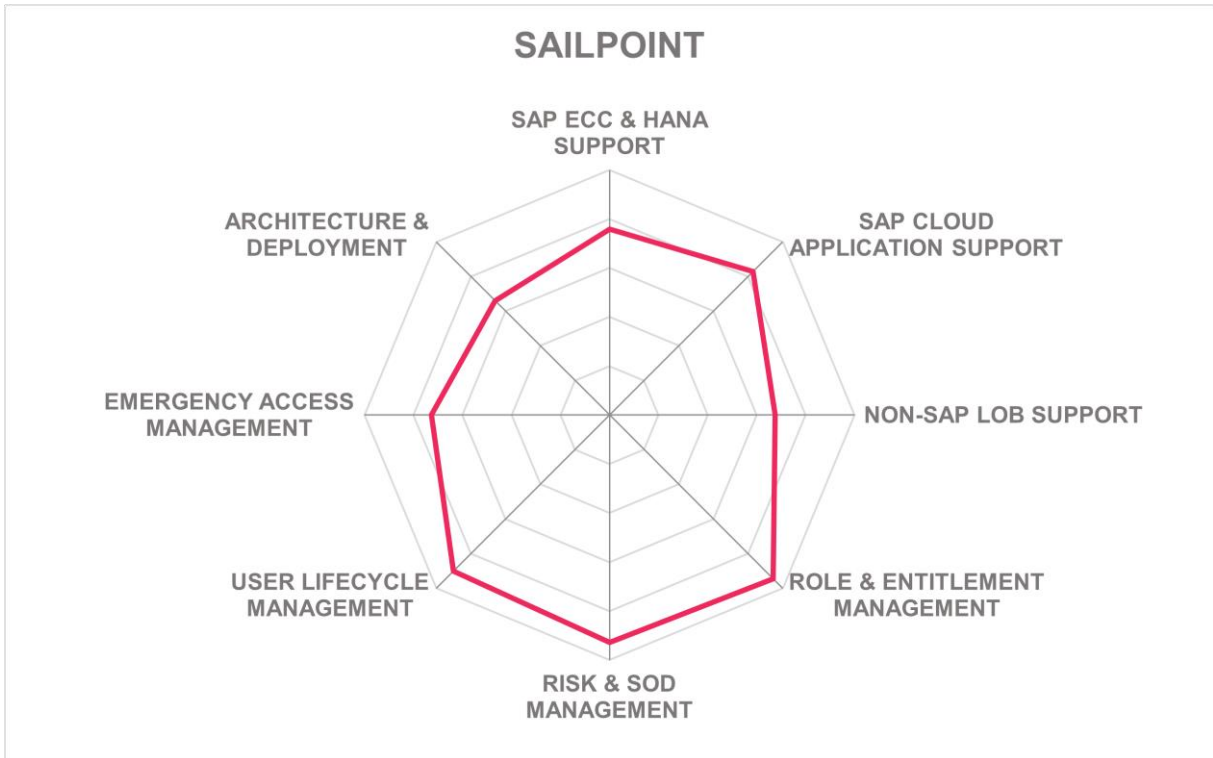 SAILPOINT
SAP ECC & HANA
SUPPORT
ARCHITECTURE &
DEPLOYMENT
SAP CLOUD
APPLICATION SUPPORT
EMERGENCY ACCESS
MANAGEMENT
NON-SAP LOB SUPPORT
USER LIFECYCLE
MANAGEMENT
ROLE & ENTITLEMENT
MANAGEMENT
RISK & SOD
MANAGEMENT